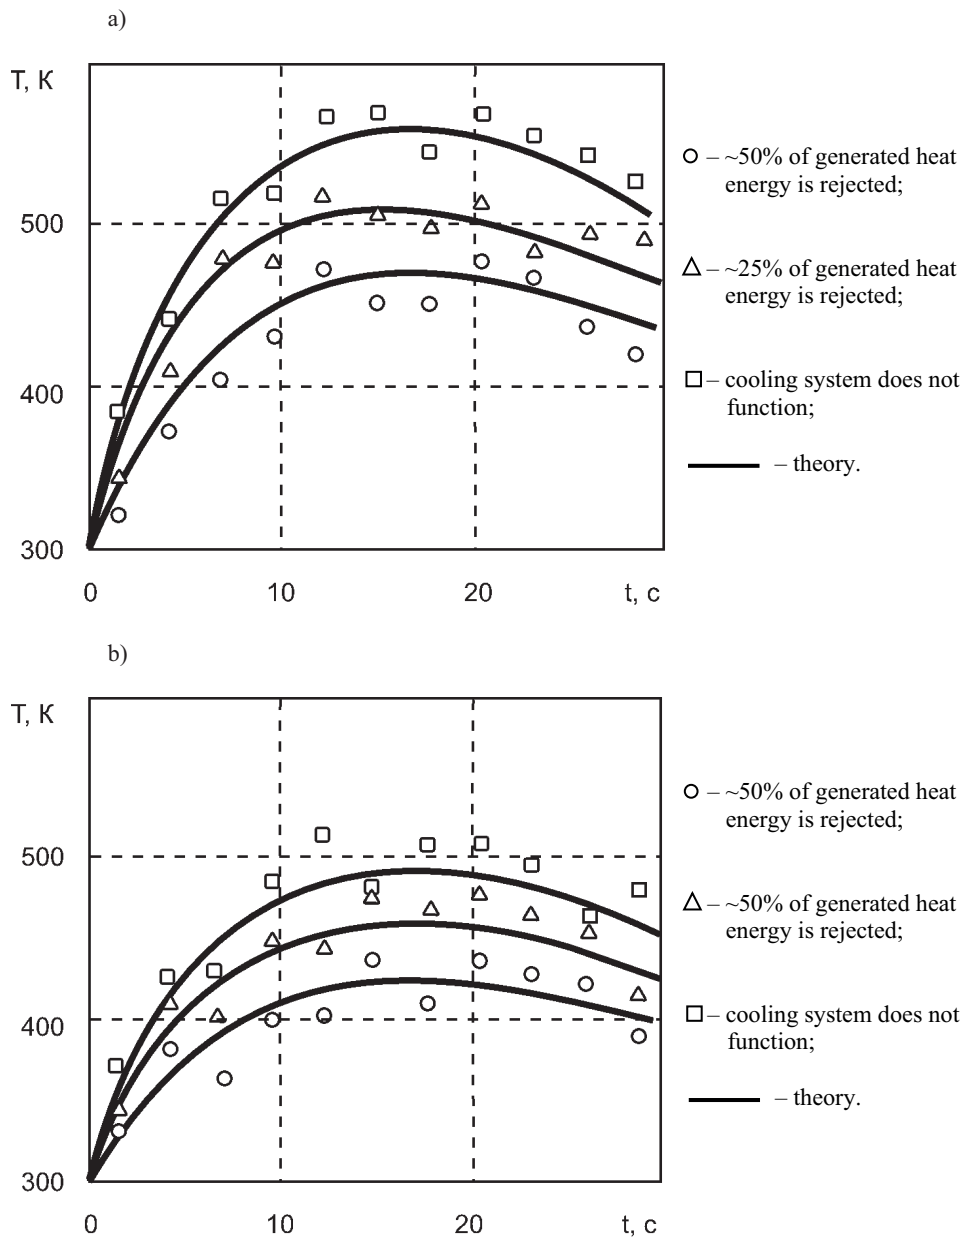 a)
T, К
500
400
300
0
10
20
t, с
– ~50% of generated heat
energy is rejected;
– ~25% of generated heat
energy is rejected;
– cooling system does not
function;
– theory.
b)
T, К
500
400
300
0
10
20
t, с
– ~50% of generated heat
energy is rejected;
– ~50% of generated heat
energy is rejected;
– cooling system does not
function;
– theory.